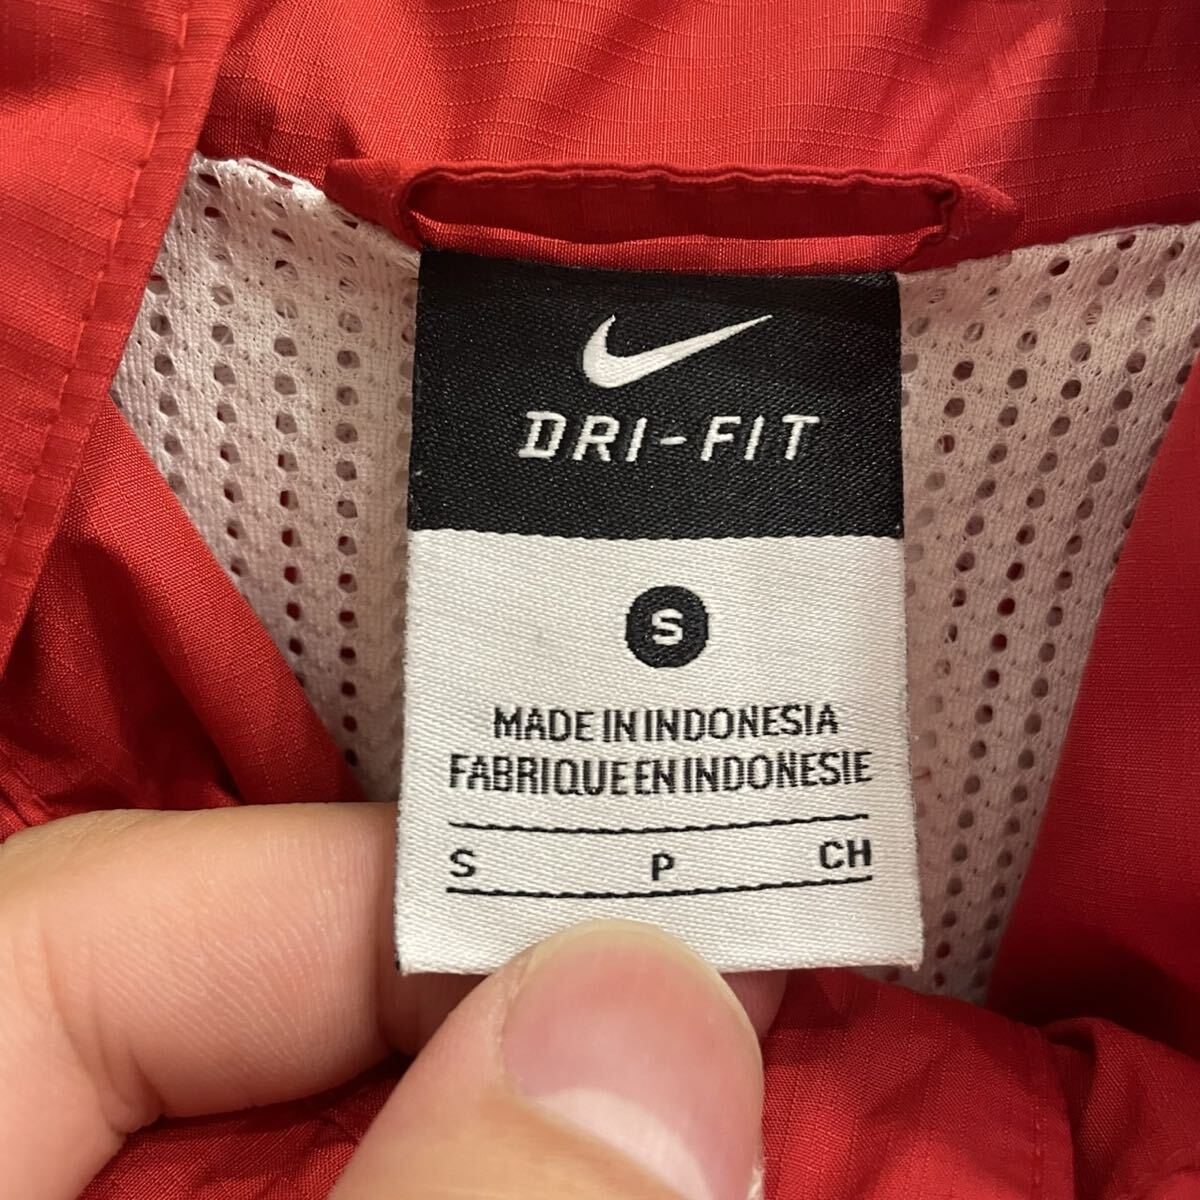 DRI-FIT
S
MADE IN INDONESIA
FABRIQUE EN INDONESIE
S P CH